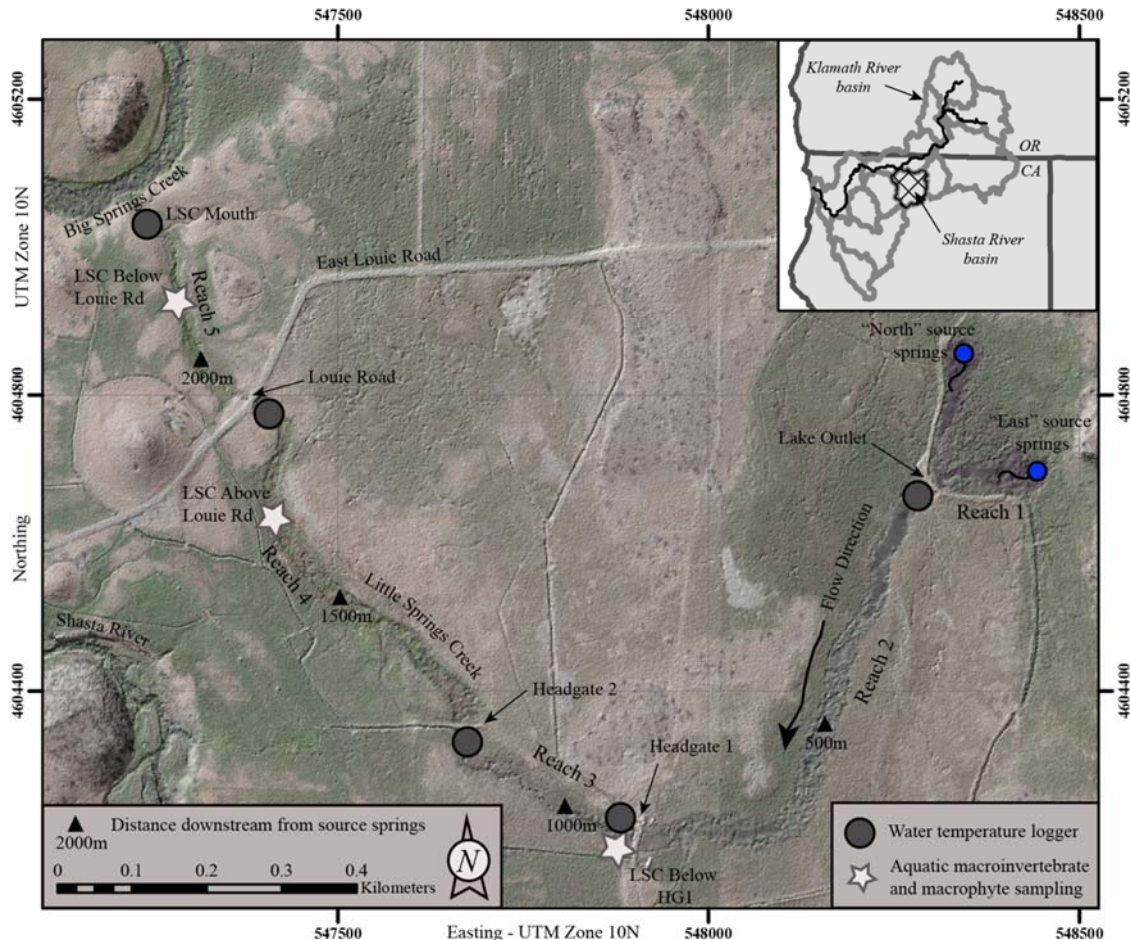 547500
548000
548500
4605200
4605200
UTM Zone 10N
Klamath River
basin
OR
CA
Shasta River
basin
Big Springs Creek
LSC Mouth
East Louie Road
LSC Below
Louie Rd
Reach 5
2000m
Louie Road
"North" source
springs
4604800
4604800
"East" source
springs
Lake Outlet
Reach 1
LSC Above
Louie Rd
Northing
Flow Direction
Reach 4
Little Springs Creek
1500m
Shasta River
Reach 2
4604400
4604400
Headgate 2
500m
Reach 3
Headgate 1
1000m
LSC Below
HG1
Distance downstream from source springs
2000m
0 0.1 0.2 0.3 0.4
Kilometers
N
Water temperature logger
Aquatic macroinvertebrate
and macrophyte sampling
547500
Easting - UTM Zone 10N
548000
548500